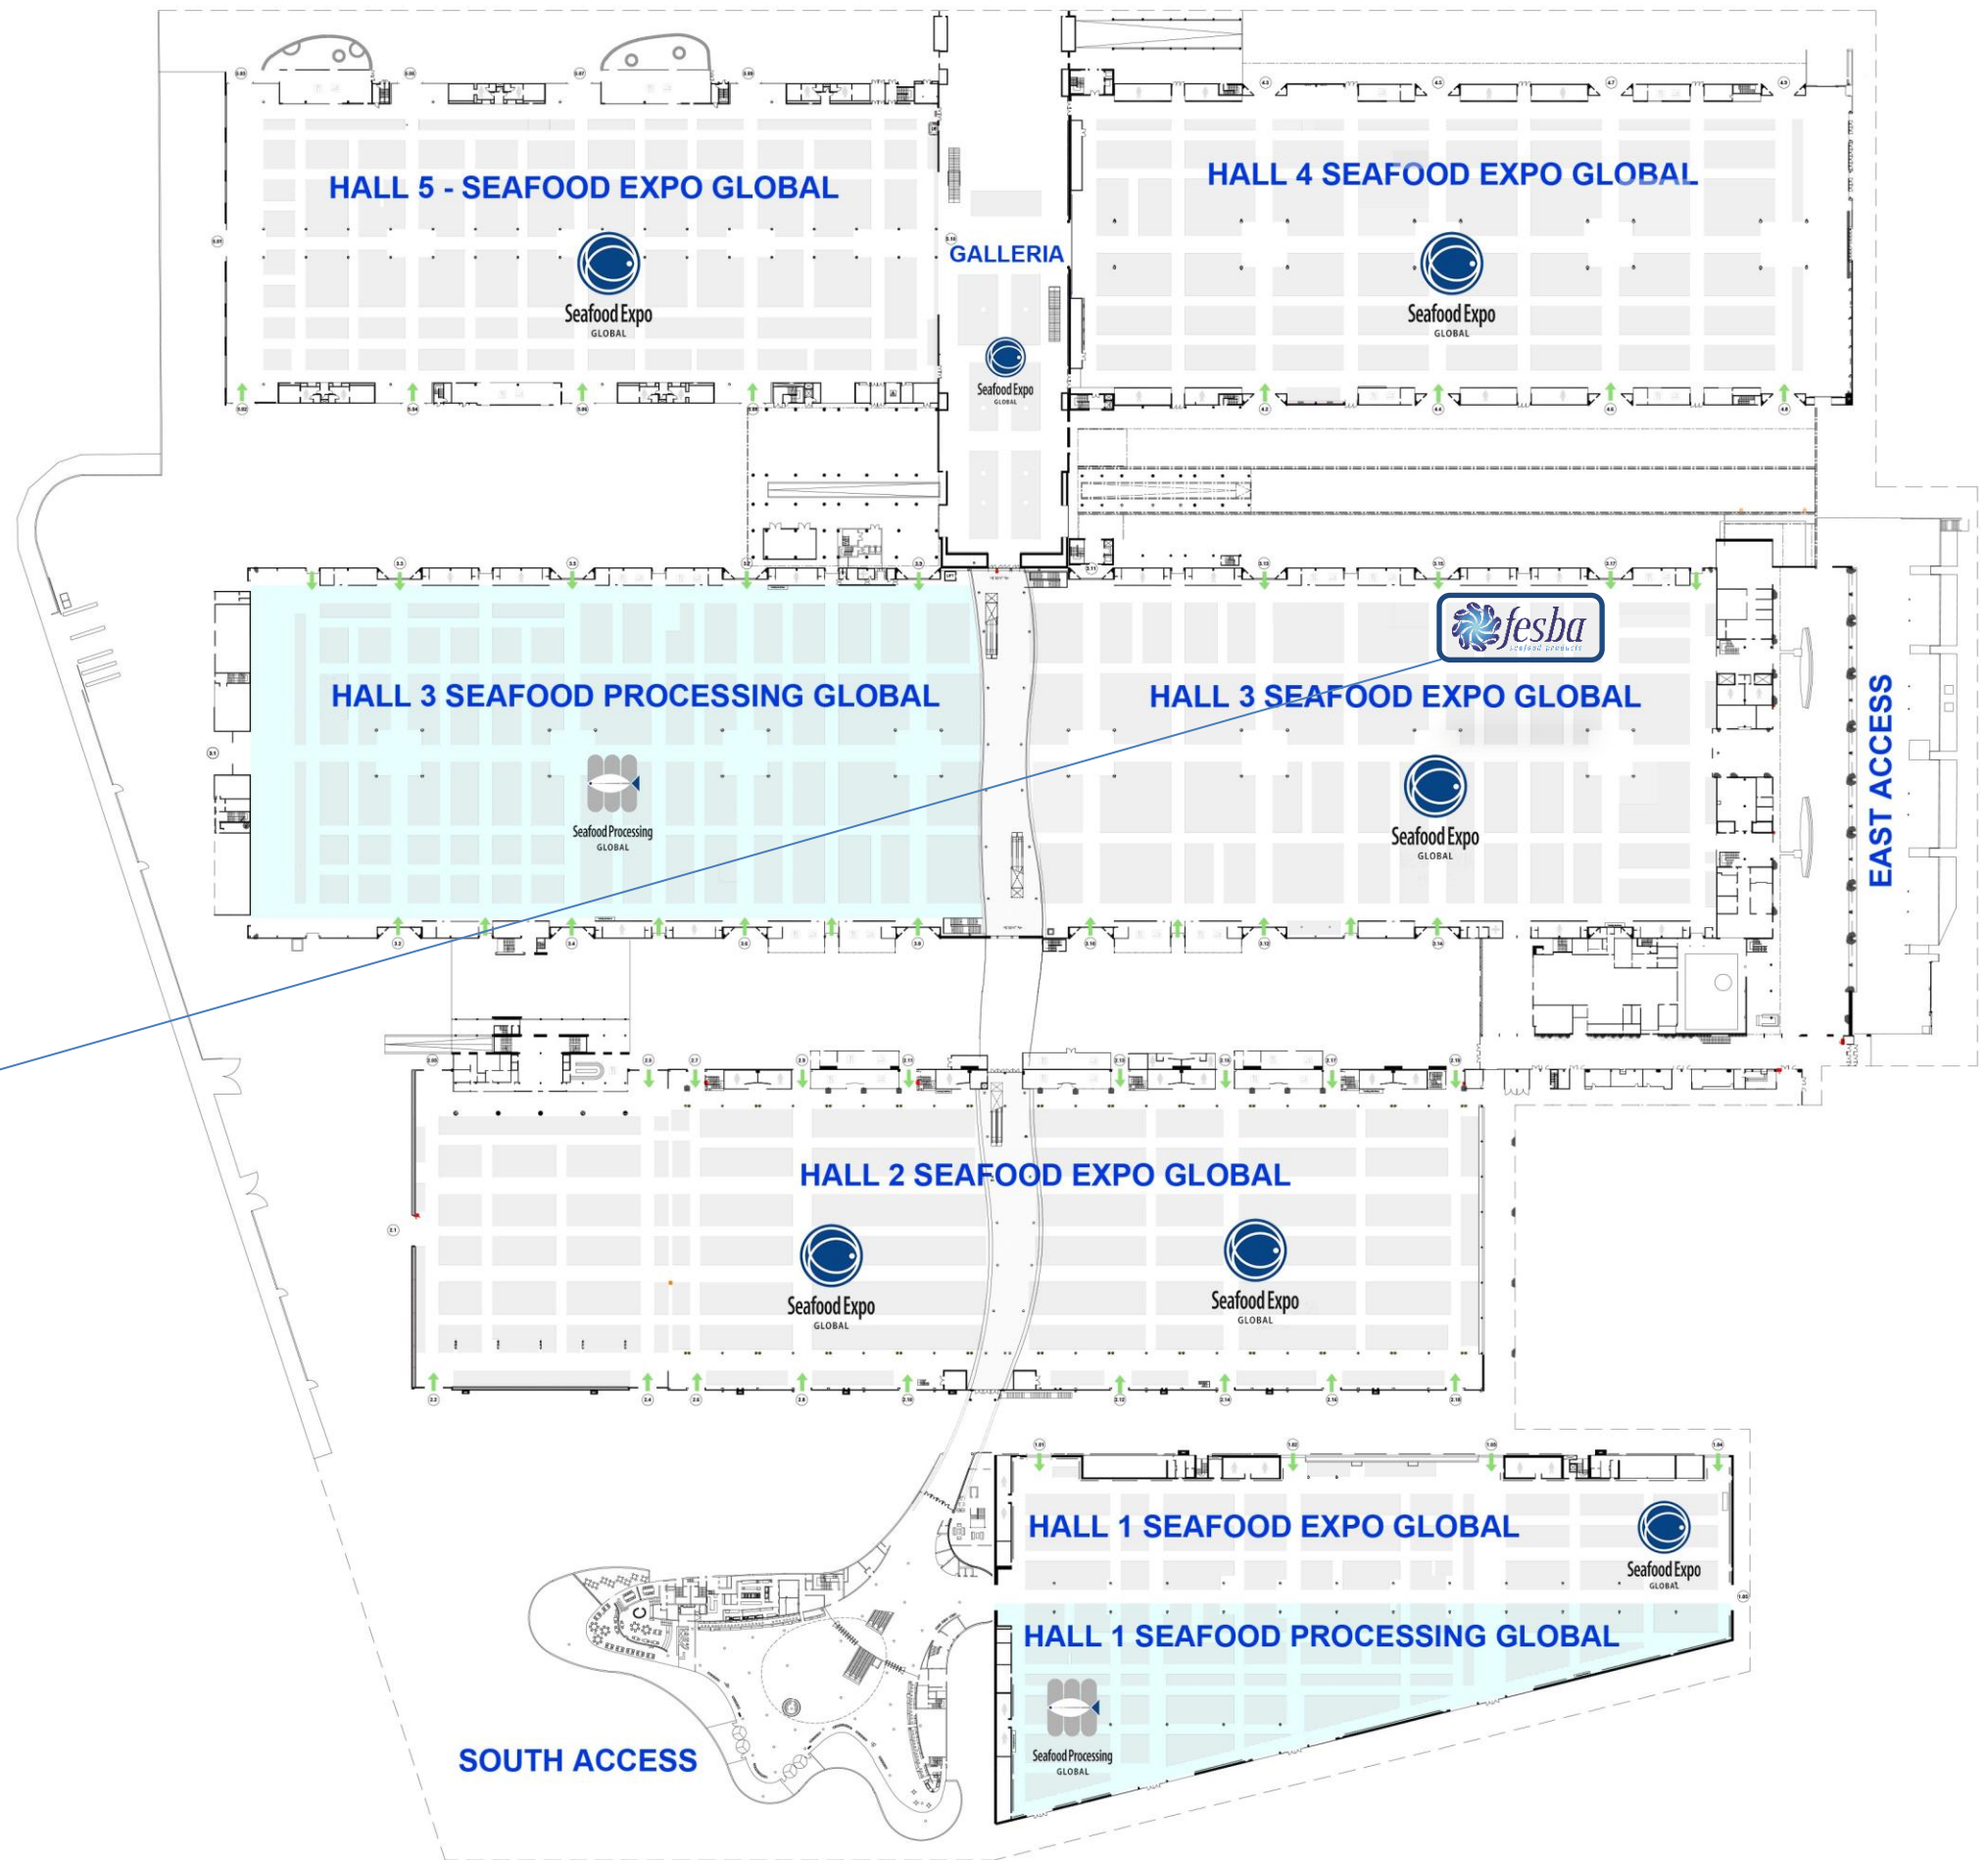 HALL 5 - SEAFOOD EXPO GLOBAL
Seafood Expo
GLOBAL
GALLERIA
Seafood Expo
GLOBAL
HALL 4 SEAFOOD EXPO GLOBAL
Seafood Expo
GLOBAL
HALL 3 SEAFOOD PROCESSING GLOBAL
Seafood Processing
GLOBAL
fesba
seafood products
HALL 3 SEAFOOD EXPO GLOBAL
Seafood Expo
GLOBAL
EAST ACCESS
HALL 2 SEAFOOD EXPO GLOBAL
Seafood Expo
GLOBAL
Seafood Expo
GLOBAL
HALL 1 SEAFOOD EXPO GLOBAL
Seafood Expo
GLOBAL
HALL 1 SEAFOOD PROCESSING GLOBAL
Seafood Processing
GLOBAL
SOUTH ACCESS